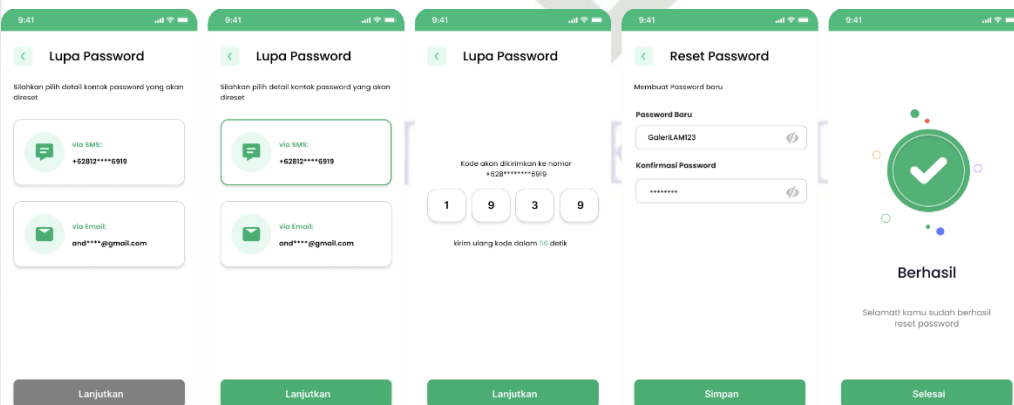 9:41
Lupa Password
Silahkan pilih detail kontak password yang akan
direset
via SMS:
+62812****6919
via Email:
and****@gmail.com
Lanjutkan
9:41
Lupa Password
Silahkan pilih detail kontak password yang akan
direset
via SMS:
+62812****6919
via Email:
and****@gmail.com
Lanjutkan
9:41
Lupa Password
Kode akan dikirimkan ke nomor
+628********6919
1 9 3 9
kirim ulang kode dalam 56 detik
Lanjutkan
9:41
Reset Password
Membuat Password baru
Password Baru
GaleriLAM123
Konfirmasi Password
********
Simpan
9:41
Berhasil
Selamat! kamu sudah berhasil
reset password
Selesai